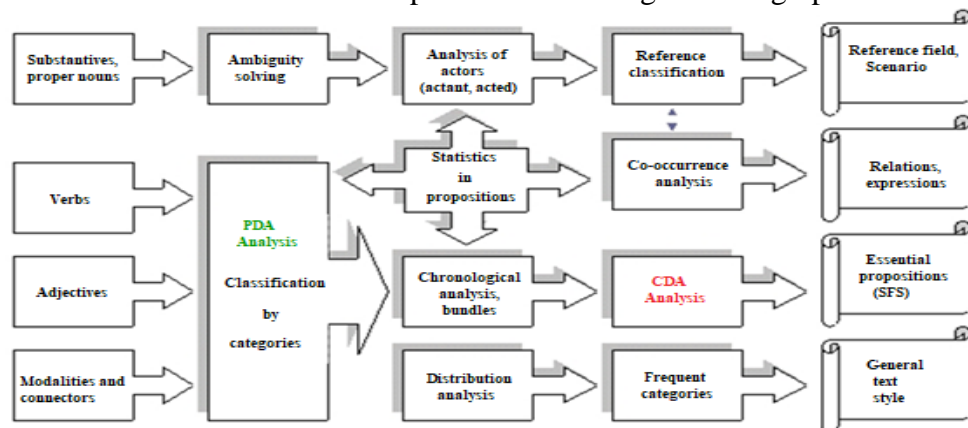 Substantives,
proper nouns
Ambiguity
solving
Analysis of
actors
(actant, acted)
Reference
classification
Reference field,
Scenario
Verbs
PDA
Analysis
Classification
by
categories
Statistics
in
propositions
Co-occurrence
analysis
Relations,
expressions
Adjectives
Chronological
analysis,
bundles
CDA
Analysis
Essential
propositions
(SFS)
Modalities and
connectors
Distribution
analysis
Frequent
categories
General
text
style